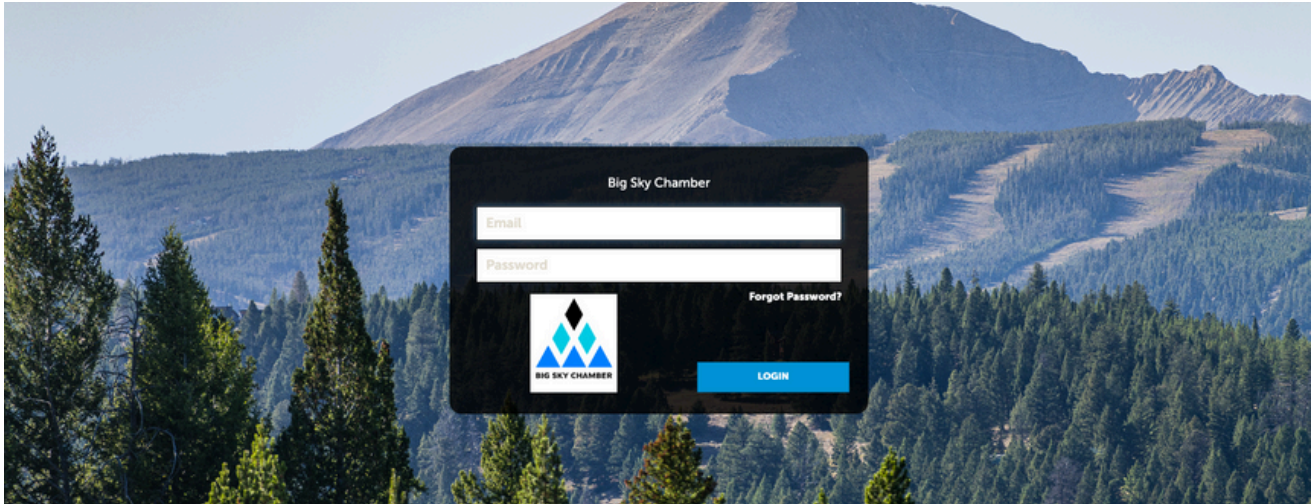 Big Sky Chamber
Email
Password
Forgot Password?
BIG SKY CHAMBER
LOGIN